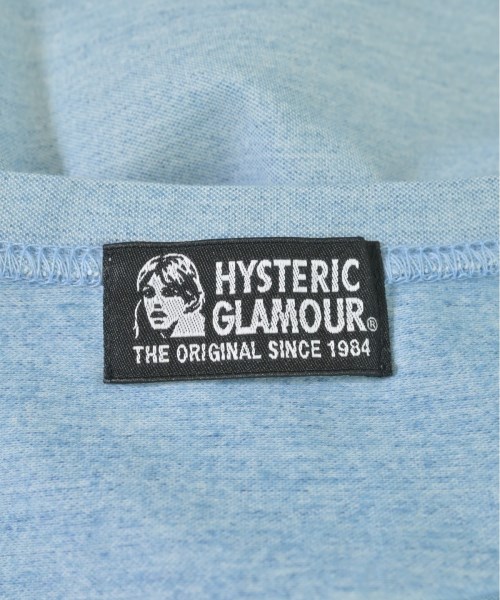 HYSTERIC
GLAMOUR®
THE ORIGINAL SINCE 1984